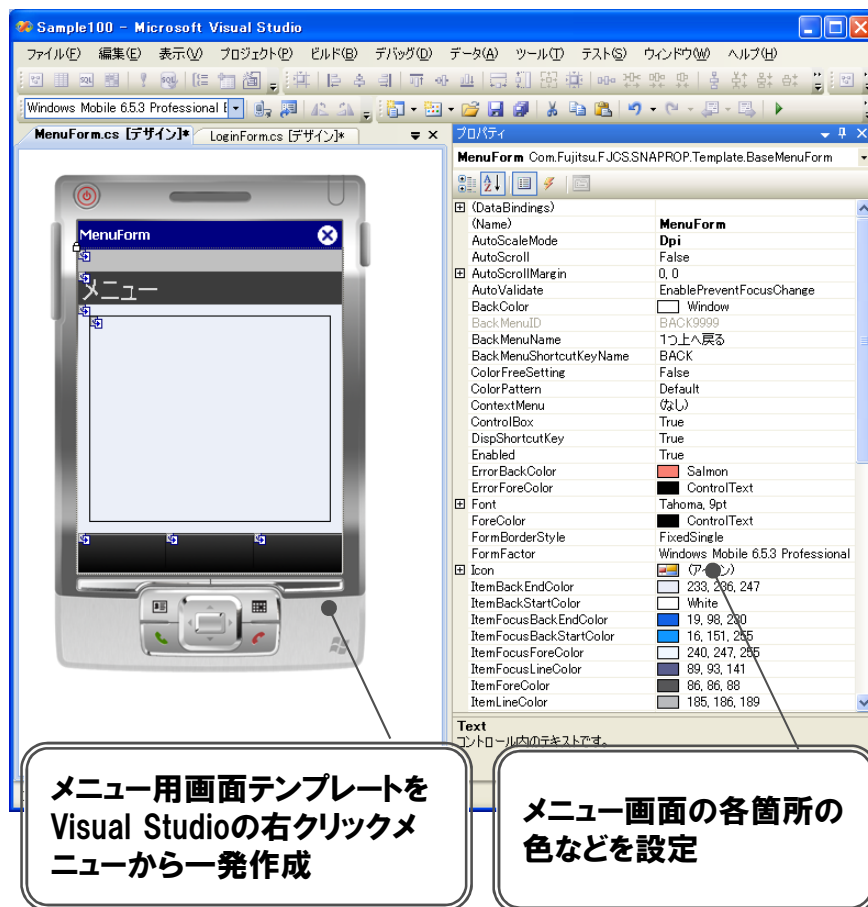 Sample100 - Microsoft Visual Studio
ファイル(F) 編集(E) 表示(V) プロジェクト(P) ビルド(B) デバッグ(D) データ(A) ツール(T) テスト(S) ウィンドウ(W) ヘルプ(H)
Windows Mobile 6.5.3 Professional
MenuForm.cs [デザイン]* LoginForm.cs [デザイン]*
MenuForm
メニュー
プロパティ
MenuForm Com.Fujitsu.FJCS.SNAPROP.Template.BaseMenuForm
(DataBindings)
(Name) MenuForm
AutoScaleMode Dpi
AutoScroll False
AutoScrollMargin 0, 0
AutoValidate EnablePreventFocusChange
BackColor Window
BackMenuID BACK9999
BackMenuName 1つ上へ戻る
BackMenuShortcutKeyName BACK
ColorFreeSetting False
ColorPattern Default
ContextMenu (なし)
ControlBox True
DispShortcutKey True
Enabled True
ErrorBackColor Salmon
ErrorForeColor ControlText
Font Tahoma, 9pt
ForeColor ControlText
FormBorderStyle FixedSingle
FormFactor Windows Mobile 6.5.3 Professional
Icon (アイコン)
ItemBackEndColor 233, 236, 247
ItemBackStartColor White
ItemFocusBackEndColor 19, 98, 230
ItemFocusBackStartColor 16, 151, 255
ItemFocusForeColor 240, 247, 255
ItemFocusLineColor 89, 93, 141
ItemForeColor 86, 86, 88
ItemLineColor 185, 186, 189
Text
コントロール内のテキストです。
メニュー用画面テンプレートを
Visual Studioの右クリックメ
ニューから一発作成
メニュー画面の各箇所の
色などを設定